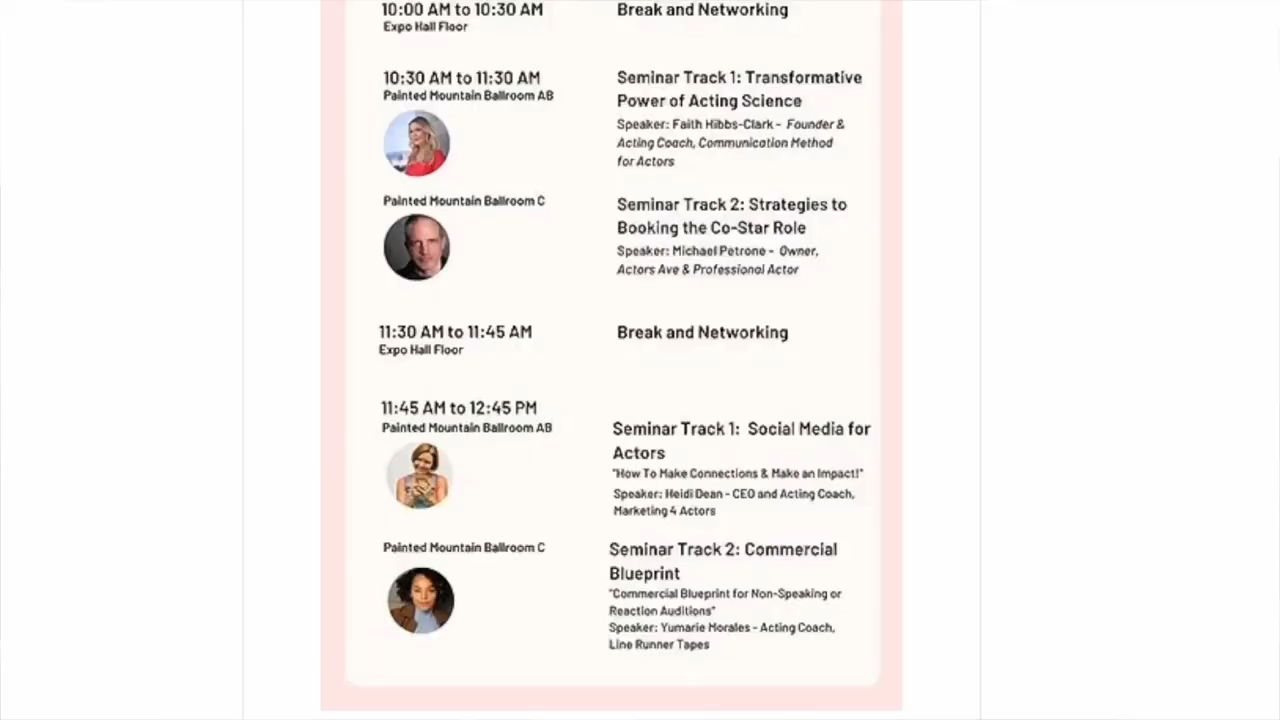 10:00 AM to 10:30 AM
Expo Hall Floor
Break and Networking
10:30 AM to 11:30 AM
Painted Mountain Ballroom AB
Seminar Track 1: Transformative
Power of Acting Science
Speaker: Faith Hibbs-Clark - Founder &
Acting Coach, Communication Method
for Actors
Painted Mountain Ballroom C
Seminar Track 2: Strategies to
Booking the Co-Star Role
Speaker: Michael Petrone - Owner,
Actors Ave & Professional Actor
11:30 AM to 11:45 AM
Expo Hall Floor
Break and Networking
11:45 AM to 12:45 PM
Painted Mountain Ballroom AB
Seminar Track 1: Social Media for
Actors
"How To Make Connections & Make an Impact!"
Speaker: Heidi Dean - CEO and Acting Coach,
Marketing 4 Actors
Painted Mountain Ballroom C
Seminar Track 2: Commercial
Blueprint
"Commercial Blueprint for Non-Speaking or
Reaction Auditions"
Speaker: Yumarie Morales - Acting Coach,
Line Runner Tapes